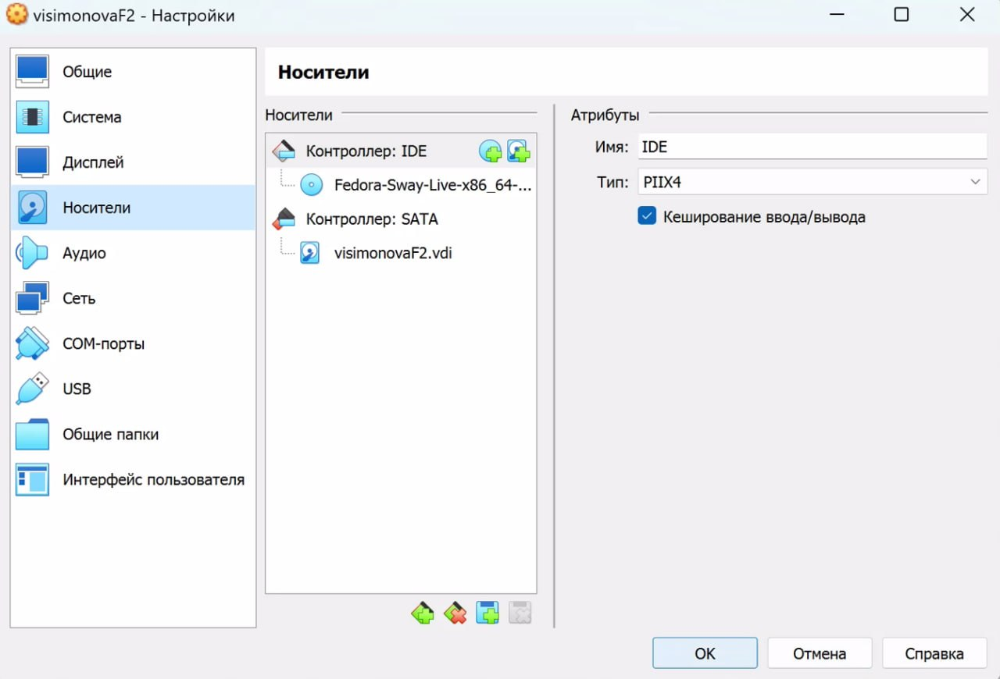 visimonovaF2 - Настройки
Общие
Система
Дисплей
Носители
Аудио
Сеть
COM-порты
USB
Общие папки
Интерфейс пользователя
Носители
Носители
Контроллер: IDE
Fedora-Sway-Live-x86_64-...
Контроллер: SATA
visimonovaF2.vdi
Атрибуты
Имя: IDE
Тип: PIIX4
Кеширование ввода/вывода
OK
Отмена
Справка